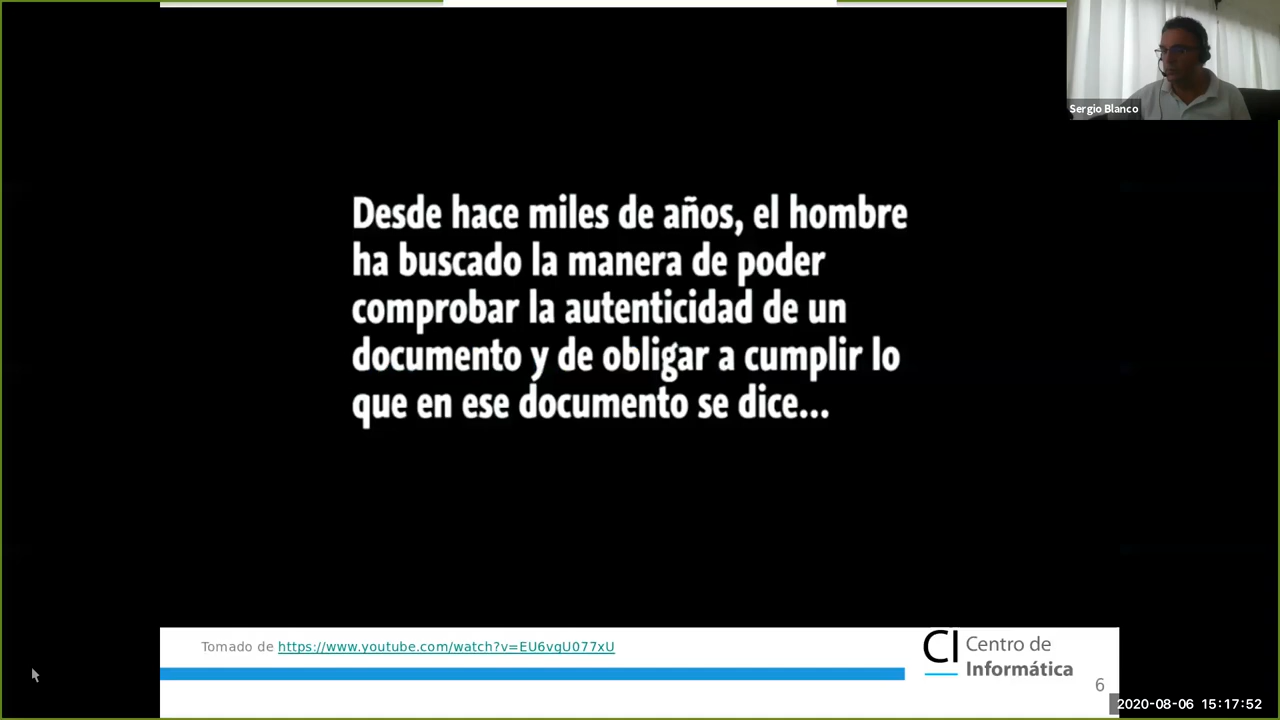 Sergio Blanco
Desde hace miles de años, el hombre
ha buscado la manera de poder
comprobar la autenticidad de un
documento y de obligar a cumplir lo
que en ese documento se dice...
Tomado de https://www.youtube.com/watch?v=EU6vgU077xU
CI Centro de
Informática
6
2020-08-06 15:17:52